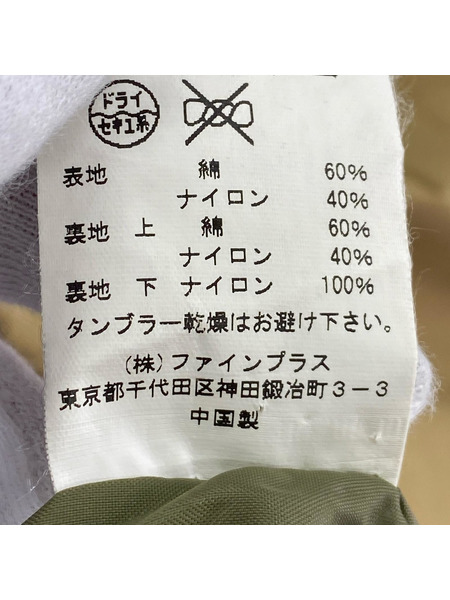 ドライ
セキユ系
表地 綿 60%
ナイロン 40%
裏地 上 綿 60%
ナイロン 40%
裏地 下 ナイロン 100%
タンブラー乾燥はお避け下さい。
(株)ファインプラス
東京都千代田区神田鍛冶町3-3
中国製